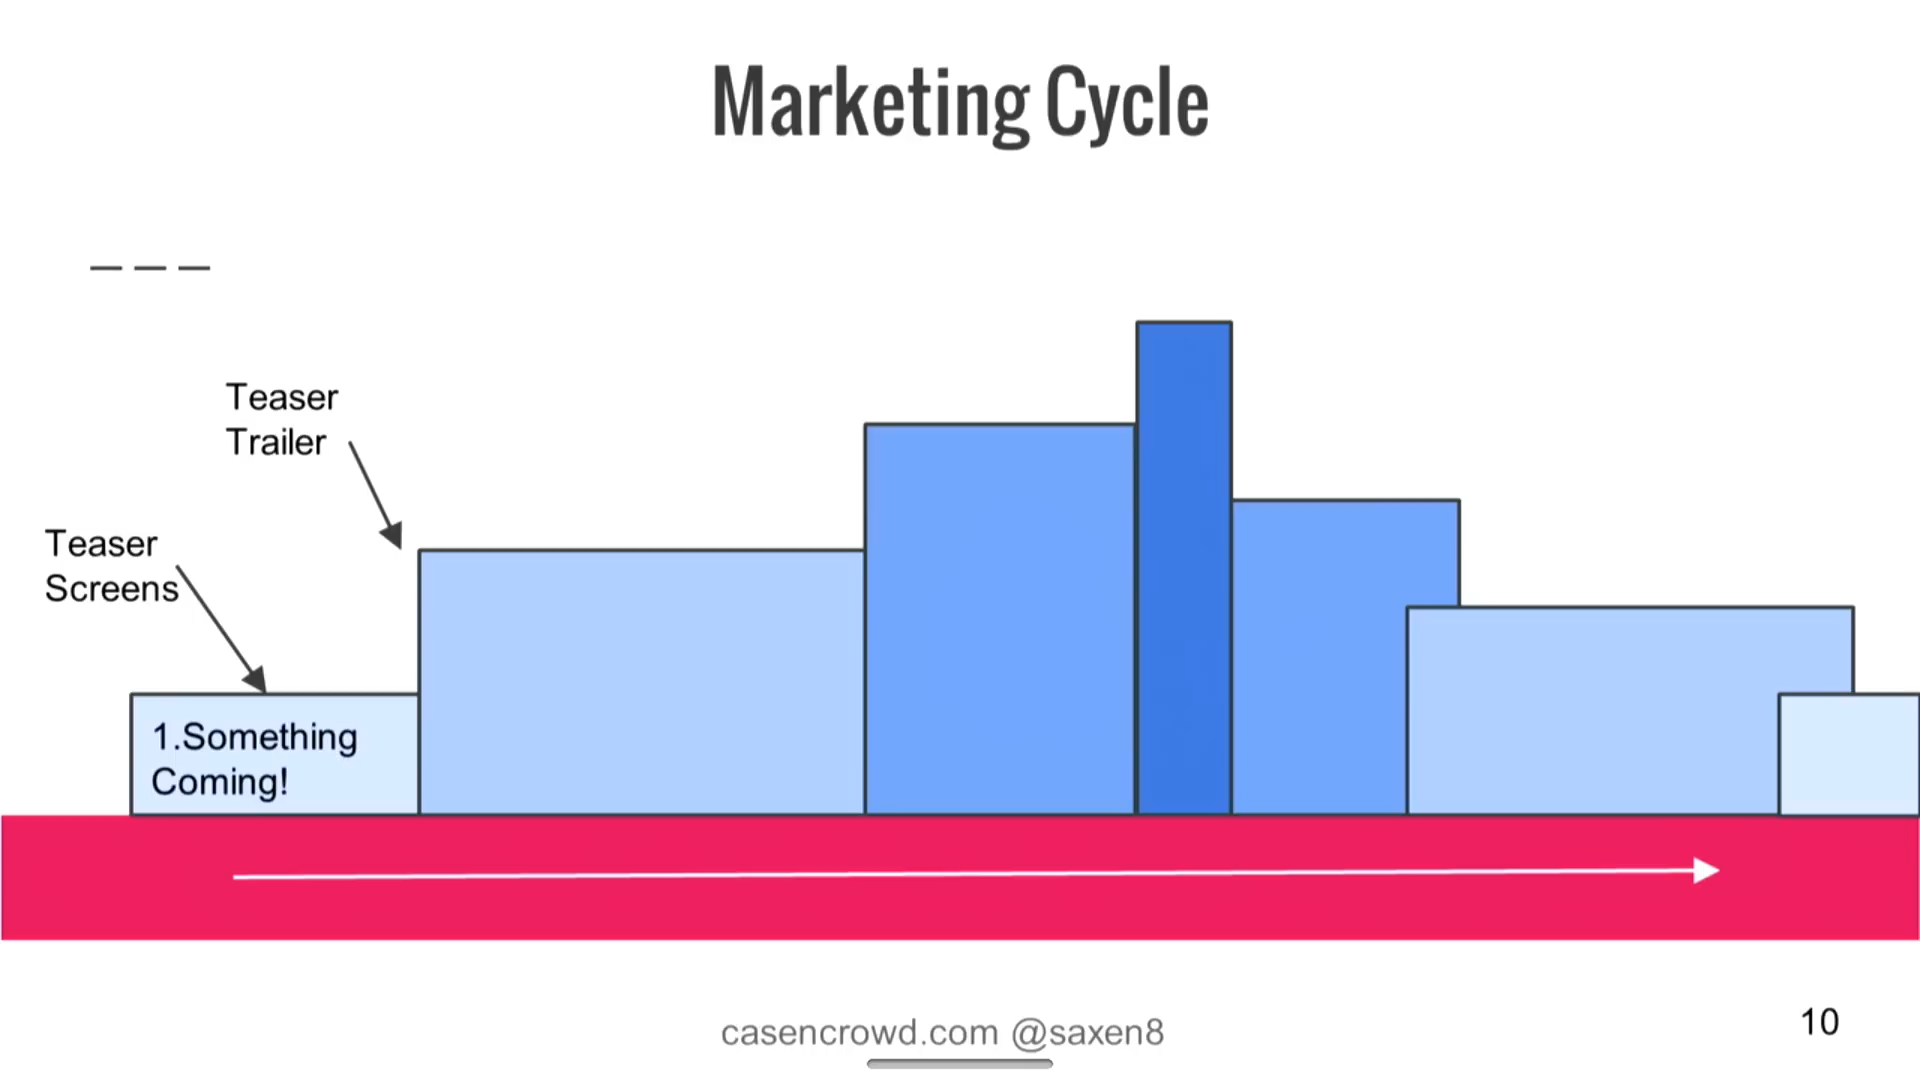 Marketing Cycle
Teaser
Trailer
Teaser
Screens
1.Something
Coming!
casencrowd.com @saxen8
10